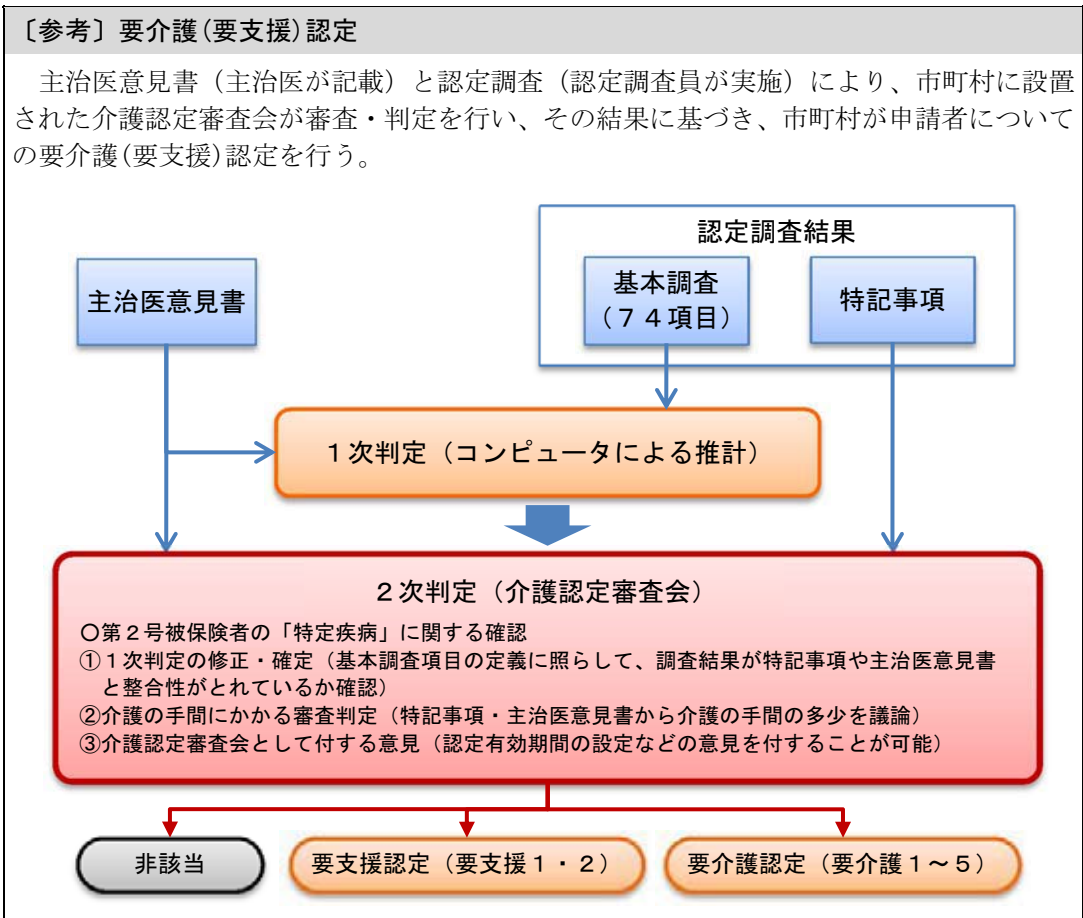 〔参考〕要介護(要支援)認定
主治医意見書（主治医が記載）と認定調査（認定調査員が実施）により、市町村に設置
された介護認定審査会が審査・判定を行い、その結果に基づき、市町村が申請者について
の要介護(要支援)認定を行う。
認定調査結果
主治医意見書
基本調査
（７４項目）
特記事項
１次判定（コンピュータによる推計）
２次判定（介護認定審査会）
〇第２号被保険者の「特定疾病」に関する確認
①１次判定の修正・確定（基本調査項目の定義に照らして、調査結果が特記事項や主治医意見書
と整合性がとれているか確認）
②介護の手間にかかる審査判定（特記事項・主治医意見書から介護の手間の多少を議論）
③介護認定審査会として付する意見（認定有効期間の設定などの意見を付することが可能）
非該当
要支援認定（要支援１・２）
要介護認定（要介護１～５）